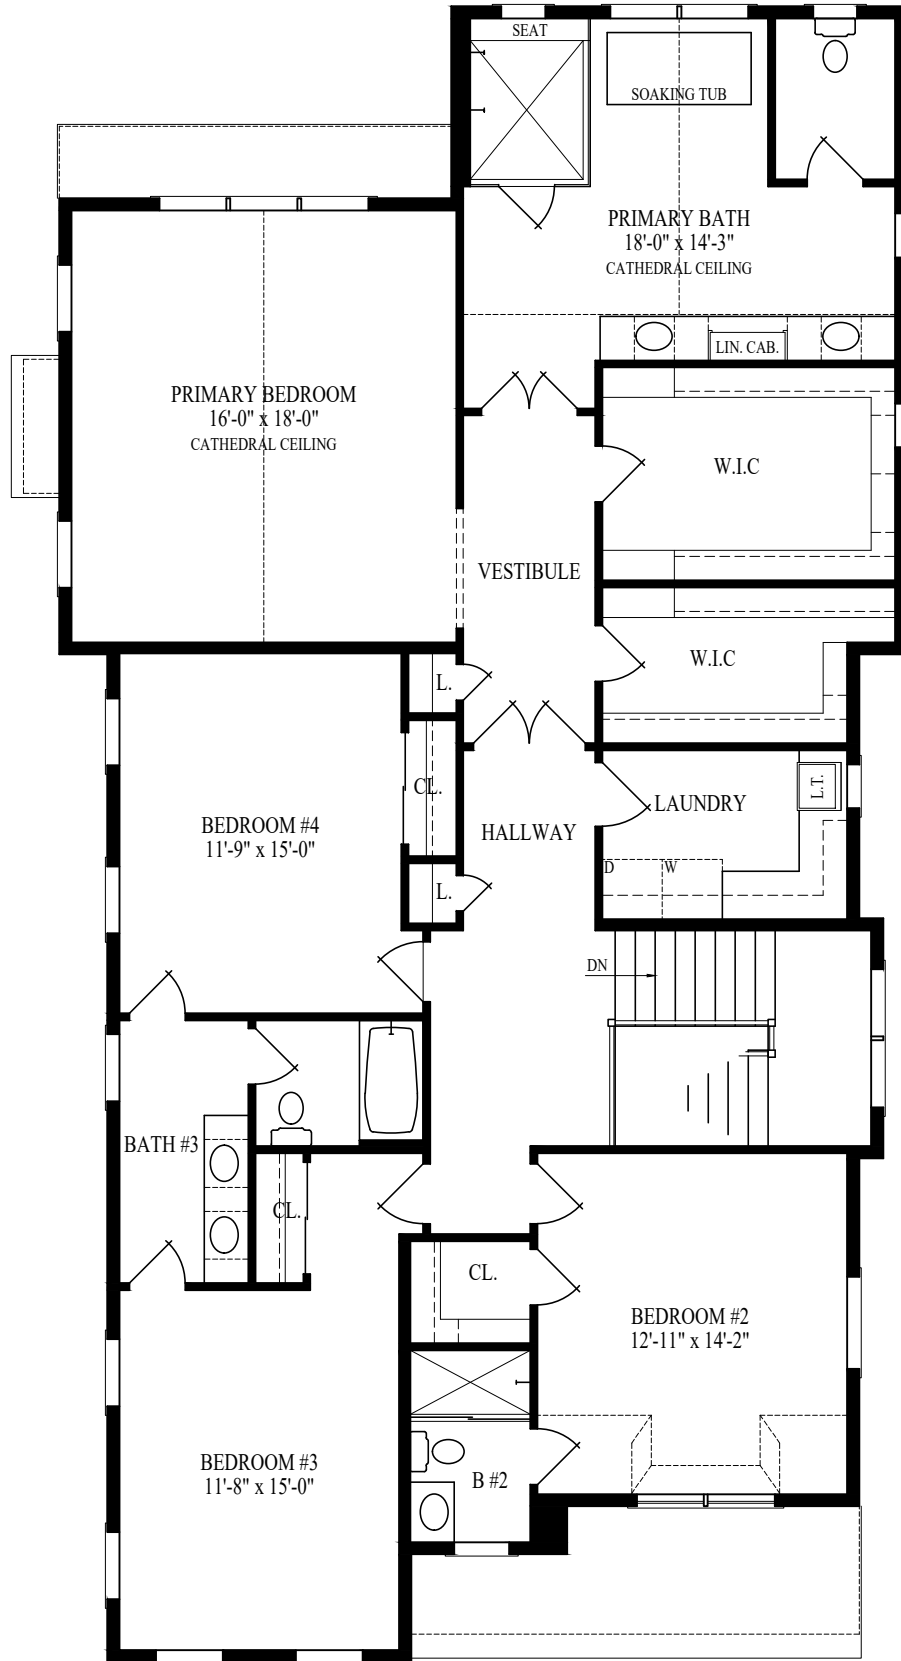 SEAT
SOAKING TUB
PRIMARY BATH
18'-0" x 14'-3"
CATHEDRAL CEILING
LIN. CAB.
PRIMARY BEDROOM
16'-0" x 18'-0"
CATHEDRAL CEILING
W.I.C
VESTIBULE
W.I.C
L.
CL.
L.T.
LAUNDRY
BEDROOM #4
11'-9" x 15'-0"
HALLWAY
D W
L.
DN
BATH #3
CL.
CL.
BEDROOM #2
12'-11" x 14'-2"
BEDROOM #3
11'-8" x 15'-0"
B #2